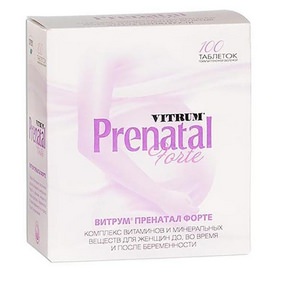 100
ТАБЛЕТОК
VITRUM®
Prenatal
Forte
ВИТРУМ® ПРЕНАТАЛ ФОРТЕ
КОМПЛЕКС ВИТАМИНОВ И МИНЕРАЛЬНЫХ
ВЕЩЕСТВ ДЛЯ ЖЕНЩИН ДО, ВО ВРЕМЯ
И ПОСЛЕ БЕРЕМЕННОСТИ